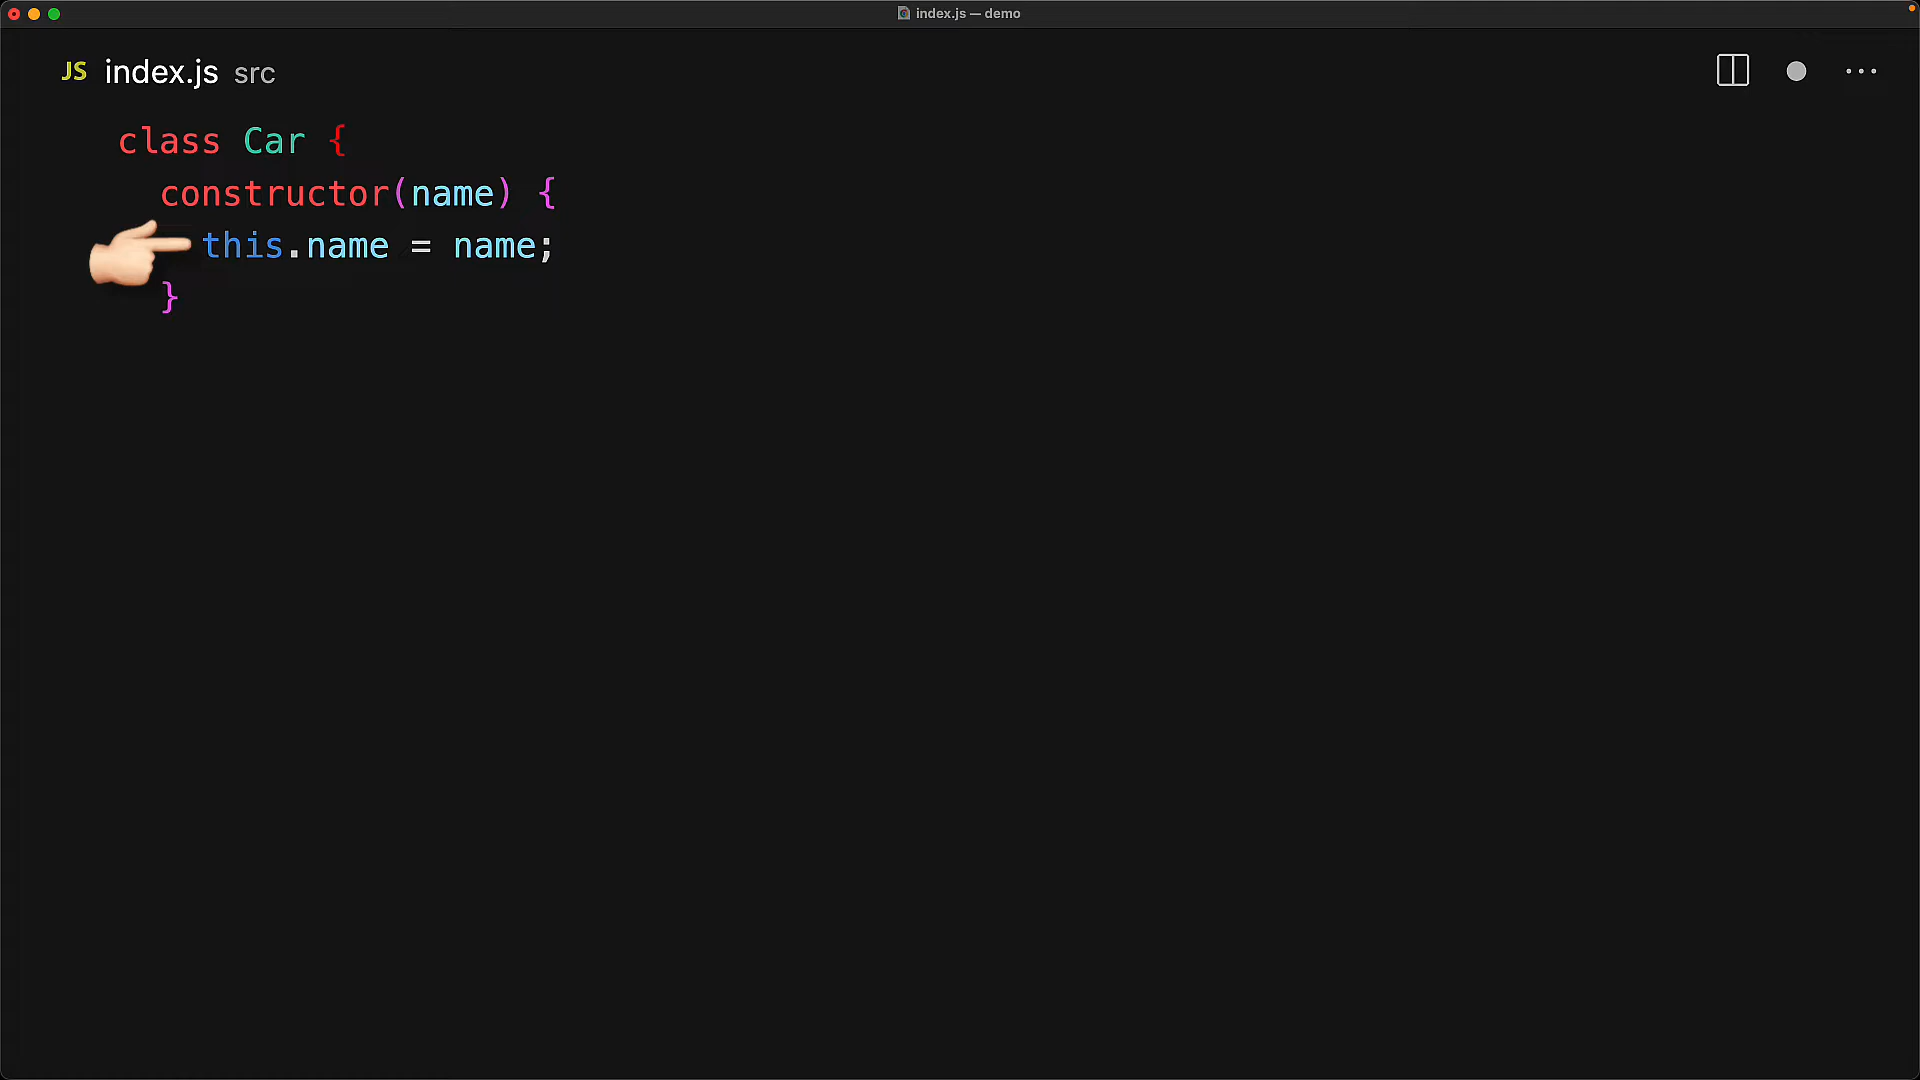 index.js — demo
JS index.js src
class Car {
constructor(name) {
this.name = name;
}